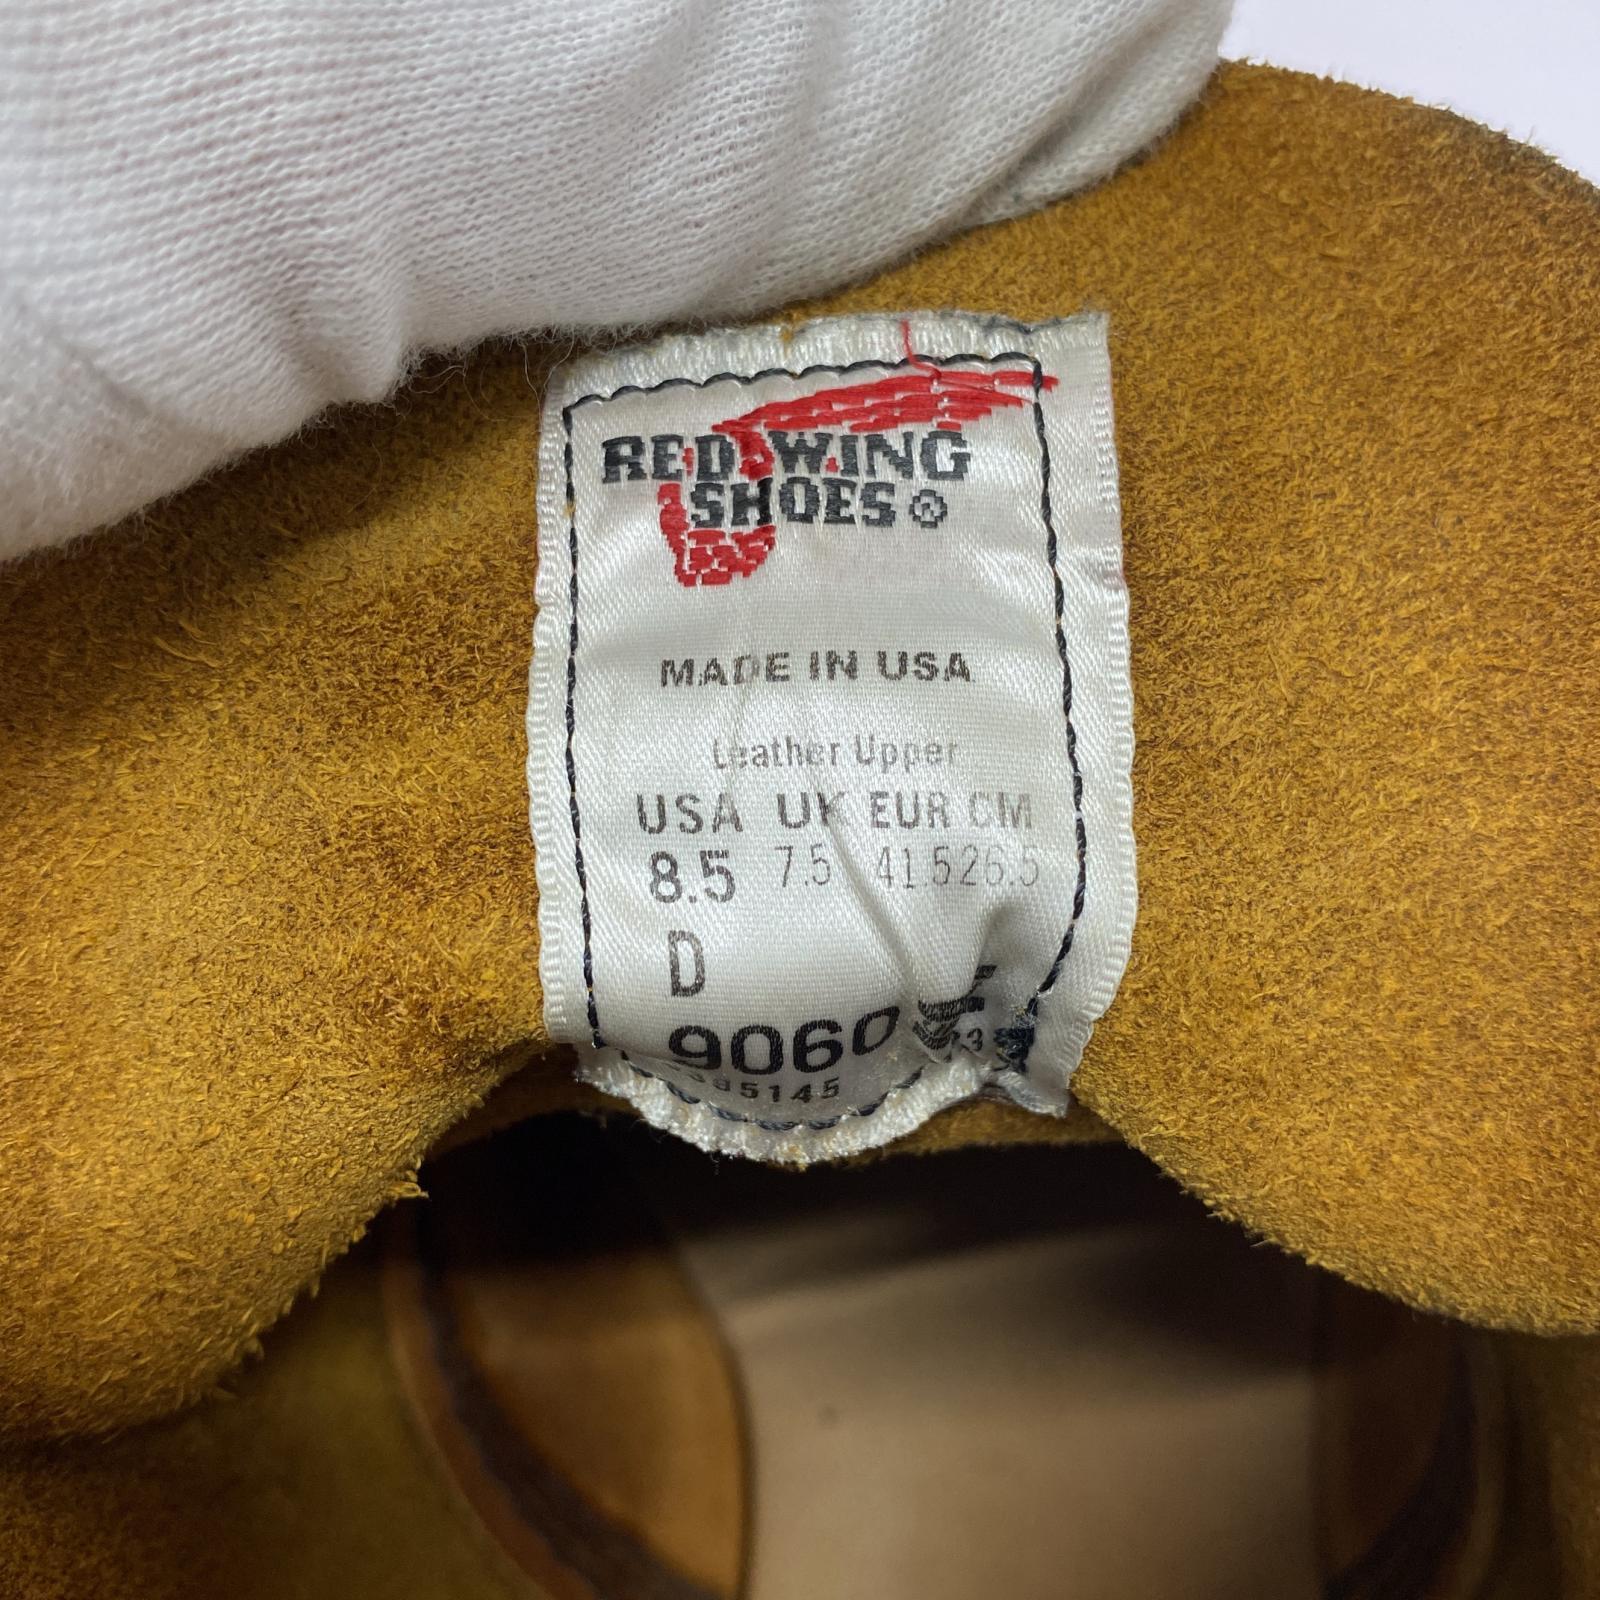 RED WING
SHOES®
MADE IN USA
Leather Upper
USA UK EUR CM
8.5 7.5 41.5 26.5
D
9060